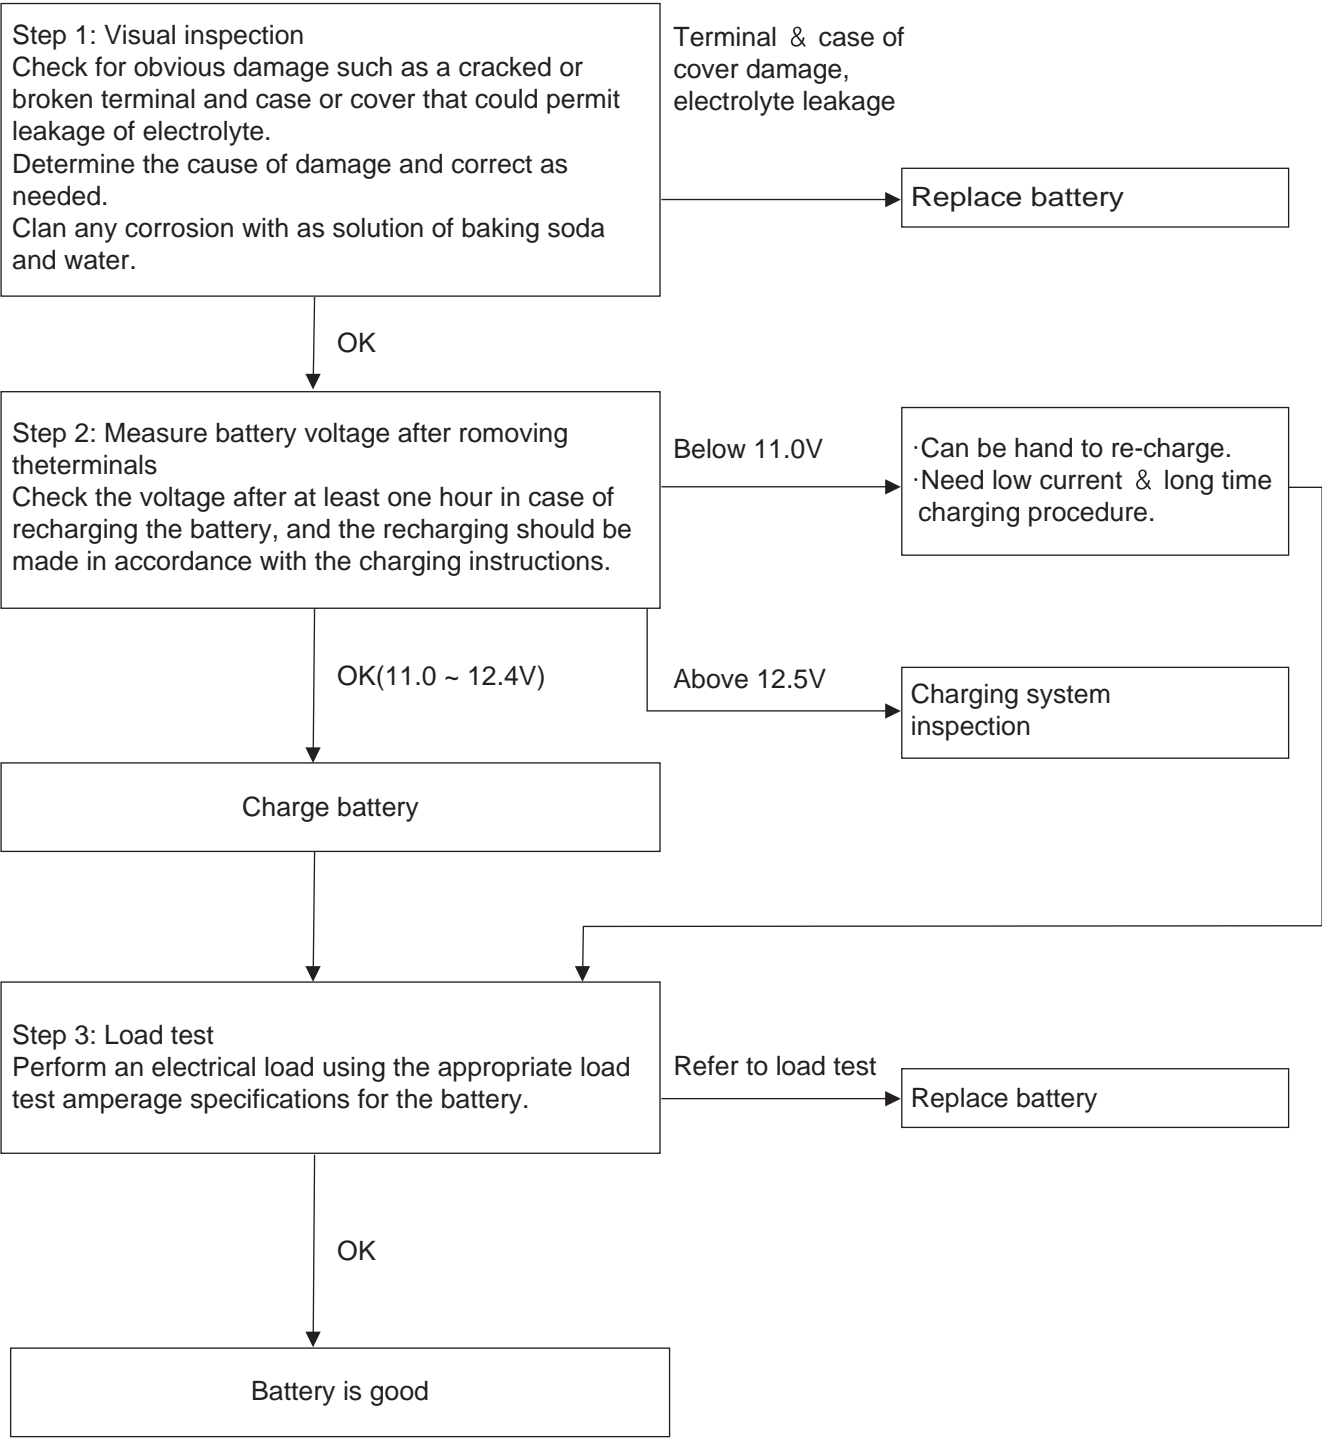 Step 1: Visual inspection
Check for obvious damage such as a cracked or
broken terminal and case or cover that could permit
leakage of electrolyte.
Determine the cause of damage and correct as
needed.
Clan any corrosion with as solution of baking soda
and water.
Terminal & case of
cover damage,
electrolyte leakage
Replace battery
OK
Step 2: Measure battery voltage after romoving
theterminals
Check the voltage after at least one hour in case of
recharging the battery, and the recharging should be
made in accordance with the charging instructions.
Below 11.0V
·Can be hand to re-charge.
·Need low current & long time
charging procedure.
OK(11.0 ~ 12.4V)
Above 12.5V
Charging system
inspection
Charge battery
Step 3: Load test
Perform an electrical load using the appropriate load
test amperage specifications for the battery.
Refer to load test
Replace battery
OK
Battery is good